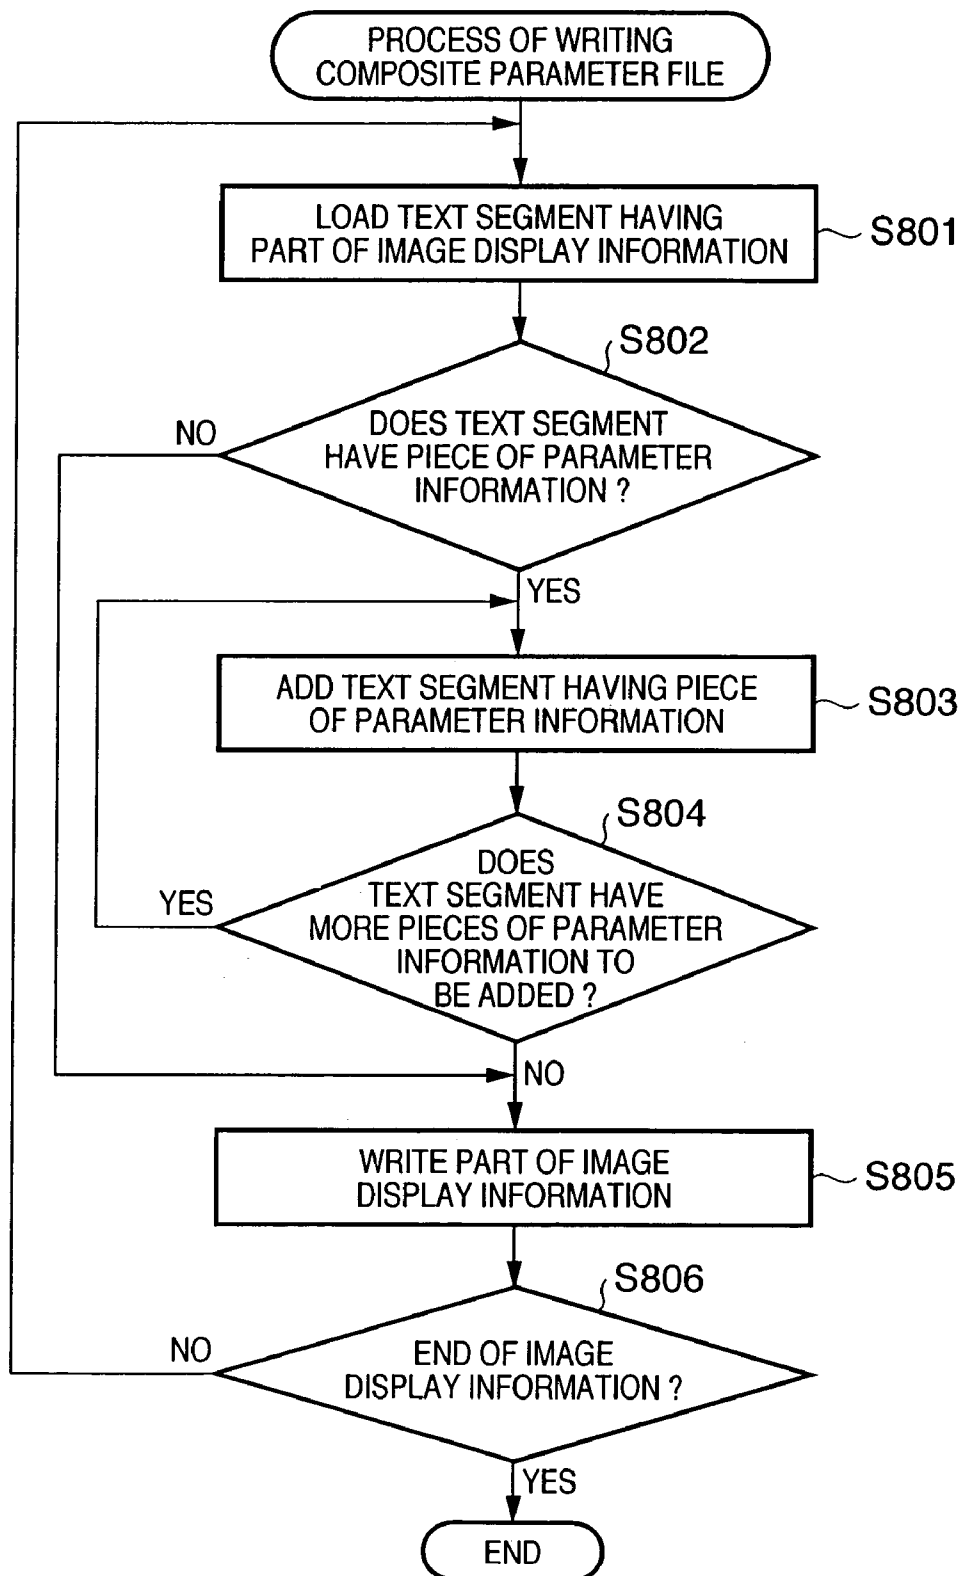 PROCESS OF WRITING
COMPOSITE PARAMETER FILE
LOAD TEXT SEGMENT HAVING
PART OF IMAGE DISPLAY INFORMATION
S801
S802
DOES TEXT SEGMENT
HAVE PIECE OF PARAMETER
INFORMATION ?
NO
YES
ADD TEXT SEGMENT HAVING PIECE
OF PARAMETER INFORMATION
S803
S804
DOES
TEXT SEGMENT HAVE
MORE PIECES OF PARAMETER
INFORMATION TO
BE ADDED ?
YES
NO
WRITE PART OF IMAGE
DISPLAY INFORMATION
S805
S806
END OF IMAGE
DISPLAY INFORMATION ?
NO
YES
END